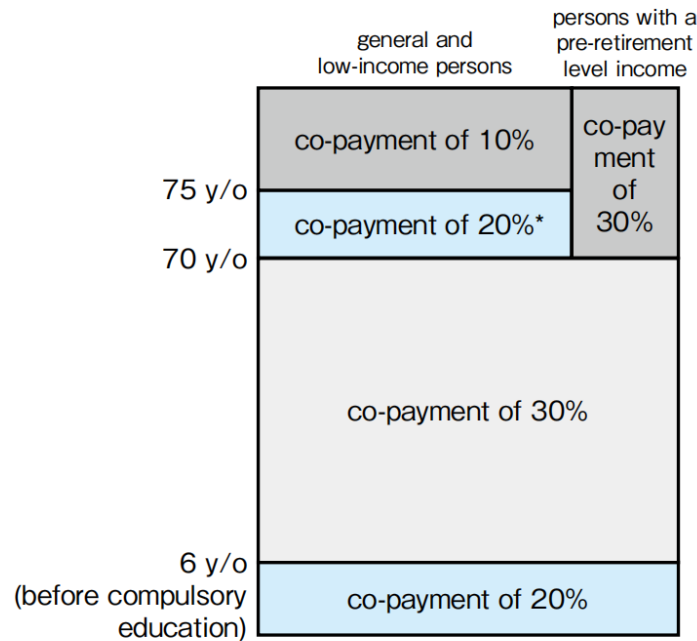 general and
low-income persons
persons with a
pre-retirement
level income
co-payment of 10%
co-pay
ment
of
30%
75 y/o
co-payment of 20%*
70 y/o
co-payment of 30%
6 y/o
(before compulsory
education)
co-payment of 20%